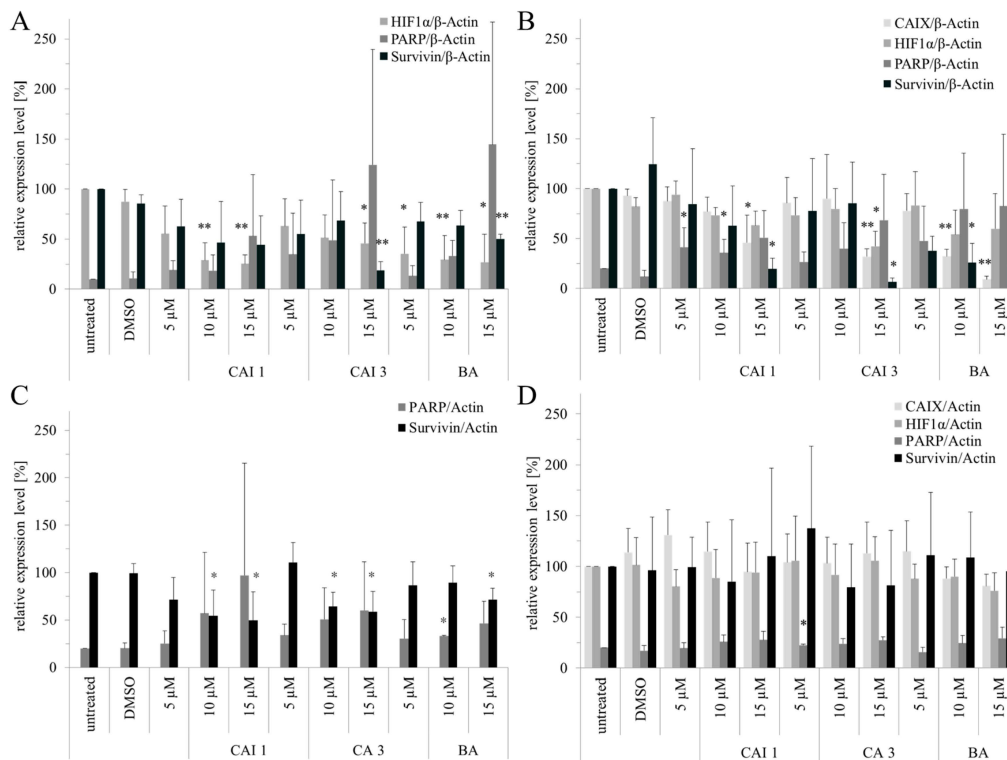 A
HIF1α/β-Actin
PARP/β-Actin
Survivin/β-Actin
relative expression level [%]
250
200
150
100
50
0
** ** * ** * ** * **
untreated DMSO 5 µM 10 µM 15 µM 5 µM 10 µM 15 µM 5 µM 10 µM 15 µM
CAI 1 CAI 3 BA
B
CAIX/β-Actin
HIF1α/β-Actin
PARP/β-Actin
Survivin/β-Actin
relative expression level [%]
250
200
150
100
50
0
* * * * ** * * ** * **
untreated DMSO 5 µM 10 µM 15 µM 5 µM 10 µM 15 µM 5 µM 10 µM 15 µM
CAI 1 CAI 3 BA
C
PARP/Actin
Survivin/Actin
relative expression level [%]
250
200
150
100
50
0
* * * * * *
untreated DMSO 5 µM 10 µM 15 µM 5 µM 10 µM 15 µM 5 µM 10 µM 15 µM
CAI 1 CA 3 BA
D
CAIX/Actin
HIF1α/Actin
PARP/Actin
Survivin/Actin
relative expression level [%]
250
200
150
100
50
0
*
untreated DMSO 5 µM 10 µM 15 µM 5 µM 10 µM 15 µM 5 µM 10 µM 15 µM
CAI 1 CA 3 BA